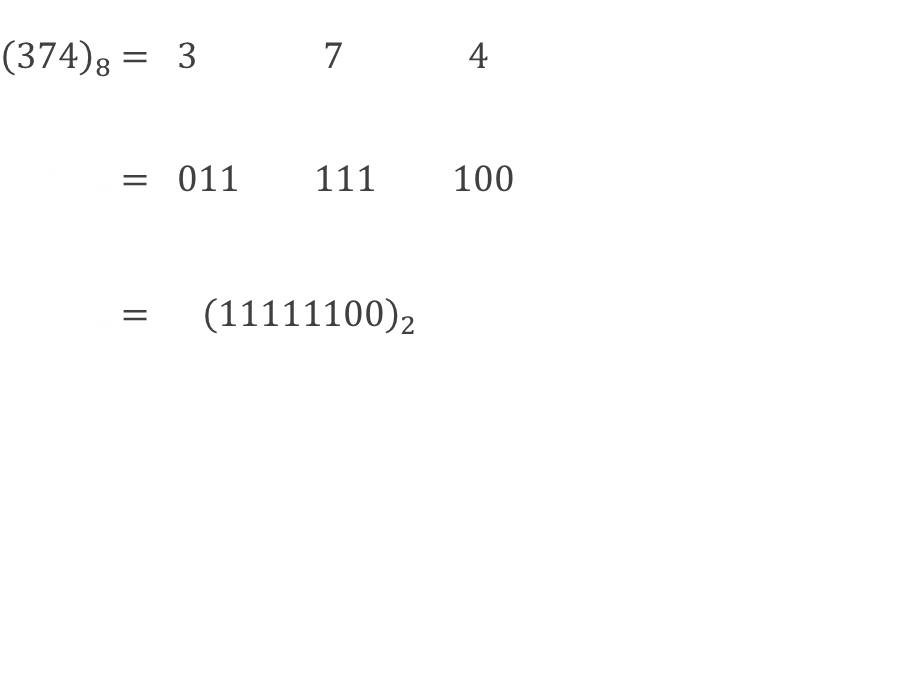 (374)₈ = 3 7 4
= 011 111 100
= (11111100)₂